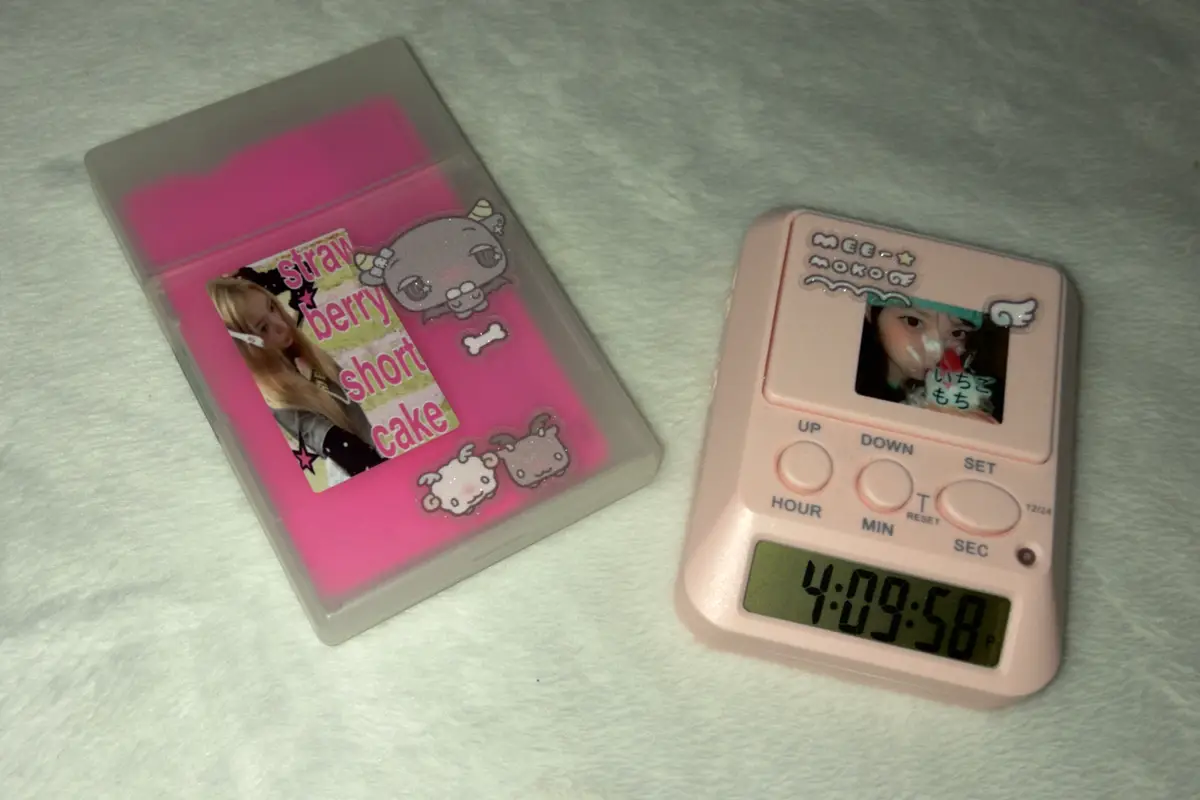 straw
berry
short
cake
MEE-
MOKO
いちご
もち
UP
DOWN
SET
HOUR
MIN
RESET
SEC
12/24
4:09:58